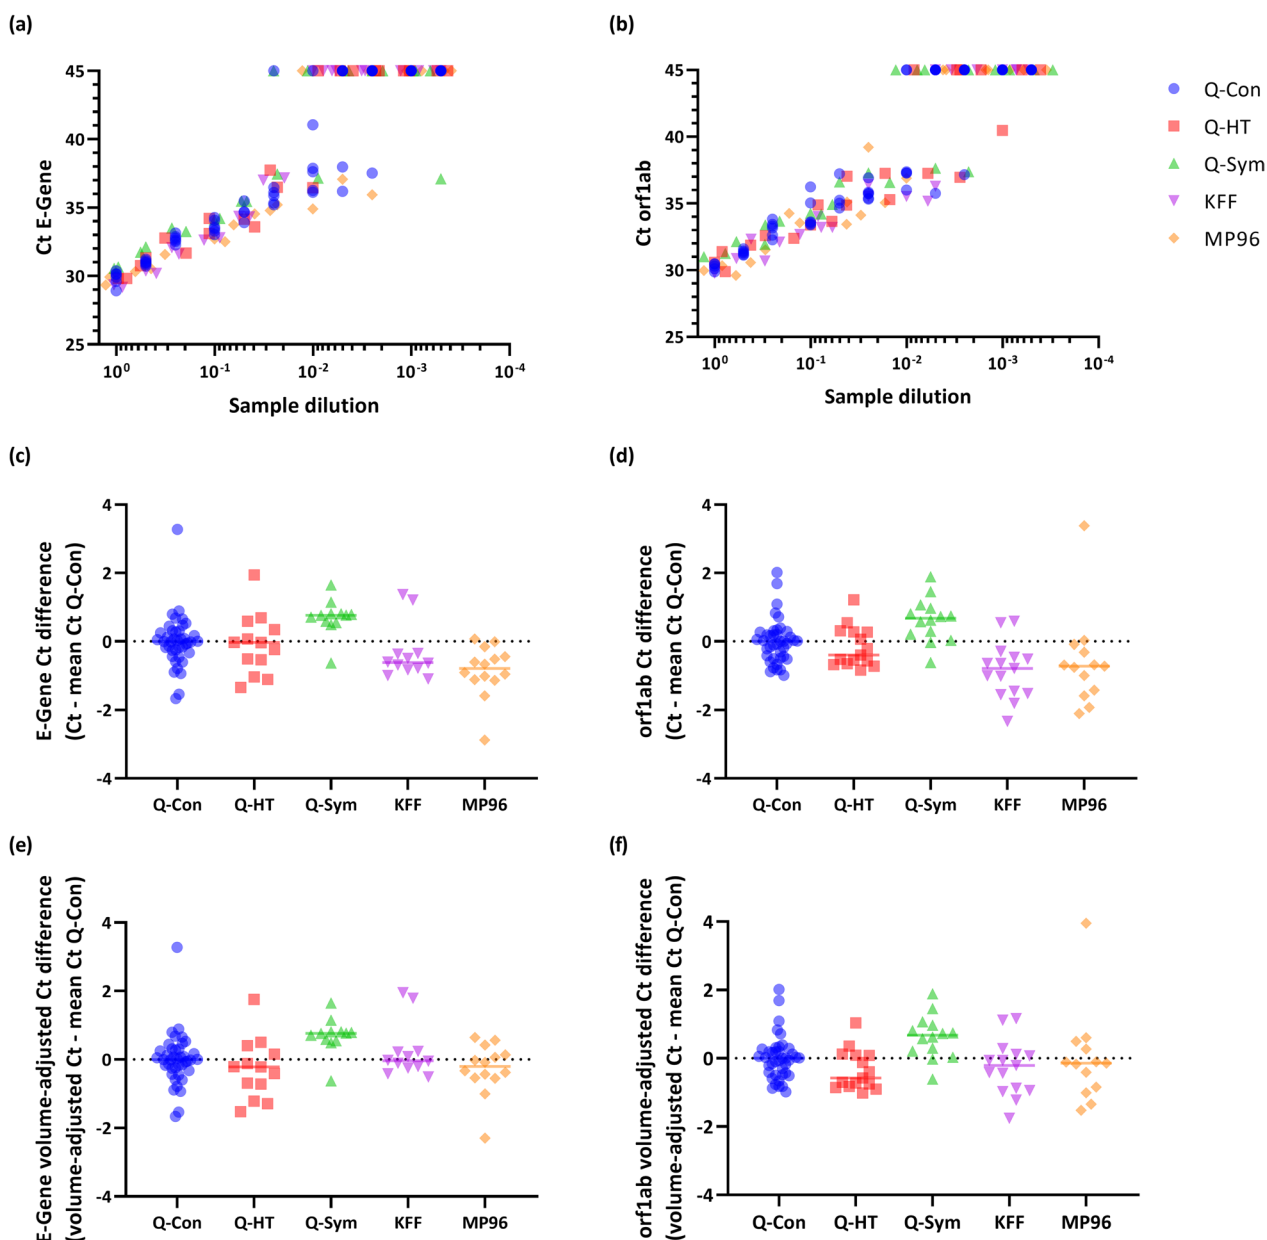 (a)
(b)
45
40
35
30
25
Ct E-Gene
10⁰
10⁻¹
10⁻²
10⁻³
10⁻⁴
Sample dilution
45
40
35
30
25
Ct orf1ab
10⁰
10⁻¹
10⁻²
10⁻³
10⁻⁴
Sample dilution
Q-Con
Q-HT
Q-Sym
KFF
MP96
(c)
(d)
E-Gene Ct difference
(Ct - mean Ct Q-Con)
4
2
0
-2
-4
Q-Con
Q-HT
Q-Sym
KFF
MP96
orf1ab Ct difference
(Ct - mean Ct Q-Con)
4
2
0
-2
-4
Q-Con
Q-HT
Q-Sym
KFF
MP96
(e)
(f)
E-Gene volume-adjusted Ct difference
(volume-adjusted Ct - mean Ct Q-Con)
4
2
0
-2
-4
Q-Con
Q-HT
Q-Sym
KFF
MP96
orf1ab volume-adjusted Ct difference
(volume-adjusted Ct - mean Ct Q-Con)
4
2
0
-2
-4
Q-Con
Q-HT
Q-Sym
KFF
MP96